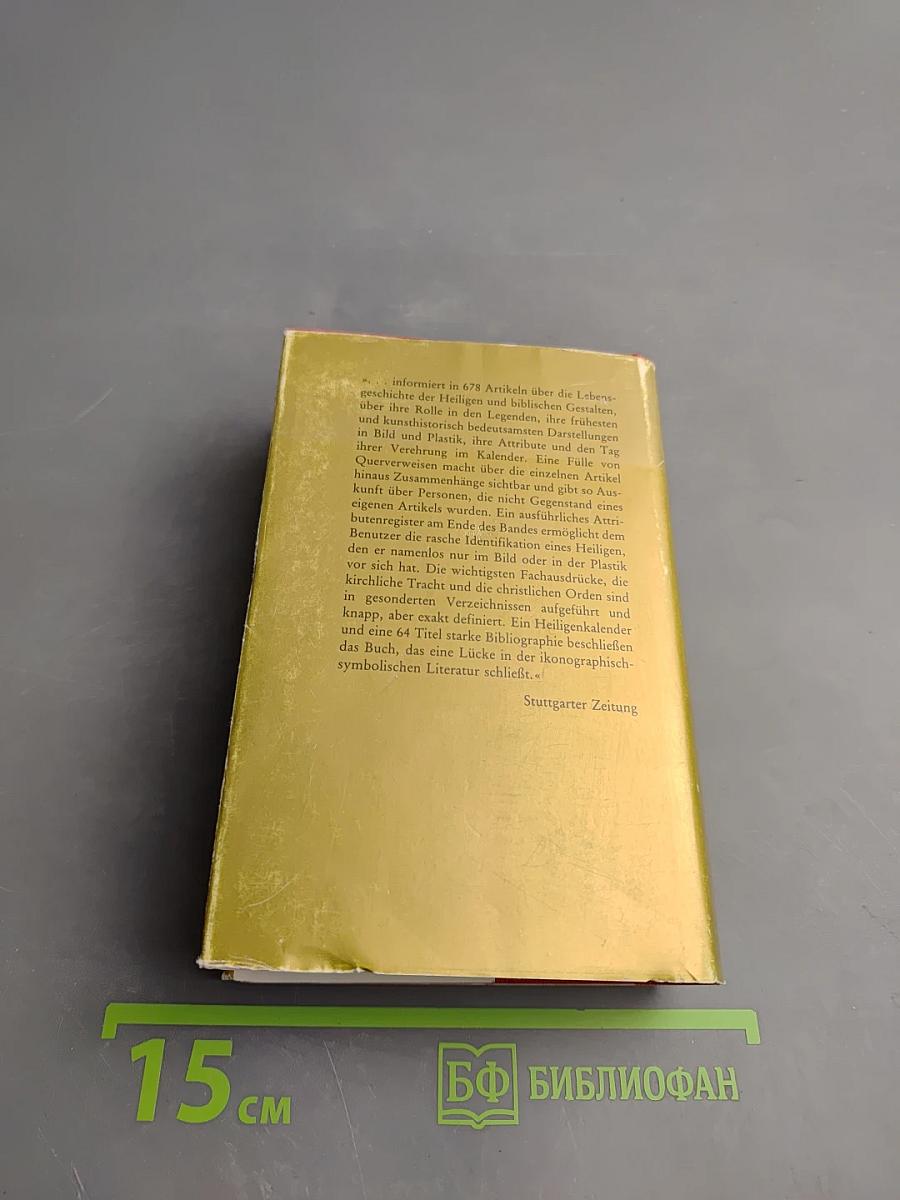 ». . . informiert in 678 Artikeln über die Lebens-
geschichte der Heiligen und biblischen Gestalten,
über ihre Rolle in den Legenden, ihre frühesten
und kunsthistorisch bedeutsamsten Darstellungen
in Bild und Plastik, ihre Attribute und den Tag
ihrer Verehrung im Kalender. Eine Fülle von
Querverweisen macht über die einzelnen Artikel
hinaus Zusammenhänge sichtbar und gibt so Aus-
kunft über Personen, die nicht Gegenstand eines
eigenen Artikels wurden. Ein ausführliches Attri-
butenregister am Ende des Bandes ermöglicht dem
Benutzer die rasche Identifikation eines Heiligen,
den er namenlos nur im Bild oder in der Plastik
vor sich hat. Die wichtigsten Fachausdrücke, die
kirchliche Tracht und die christlichen Orden sind
in gesonderten Verzeichnissen aufgeführt und
knapp, aber exakt definiert. Ein Heiligenkalender
und eine 64 Titel starke Bibliographie beschließen
das Buch, das eine Lücke in der ikonographisch-
symbolischen Literatur schließt.«
Stuttgarter Zeitung
15 см
БФ БИБЛИОФАН